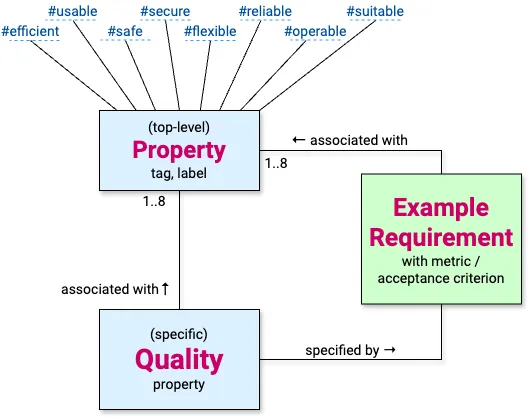 #usable #secure #reliable #suitable
#efficient #safe #flexible #operable
(top-level)
Property
tag, label
← associated with
1..8
1..8
Example
Requirement
with metric /
acceptance criterion
associated with ↑
(specific)
Quality
property
specified by →